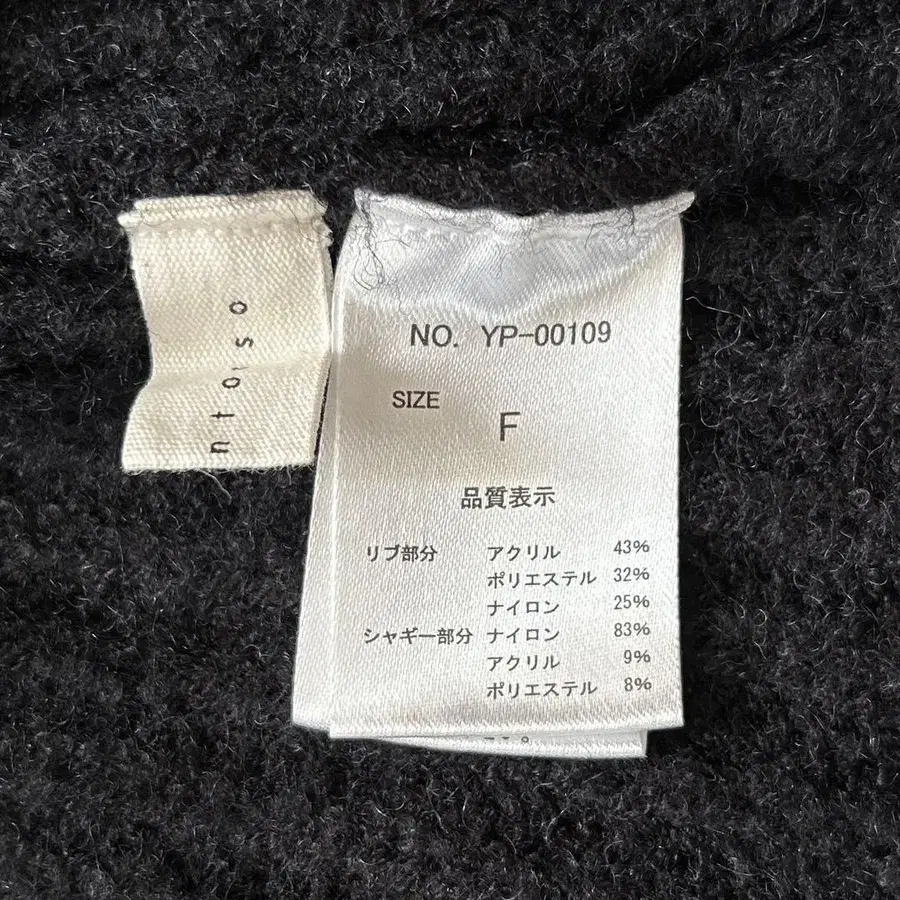 ntoiso
NO. YP-00109
SIZE
F
品質表示
リブ部分 アクリル 43%
ポリエステル 32%
ナイロン 25%
シャギー部分 ナイロン 83%
アクリル 9%
ポリエステル 8%